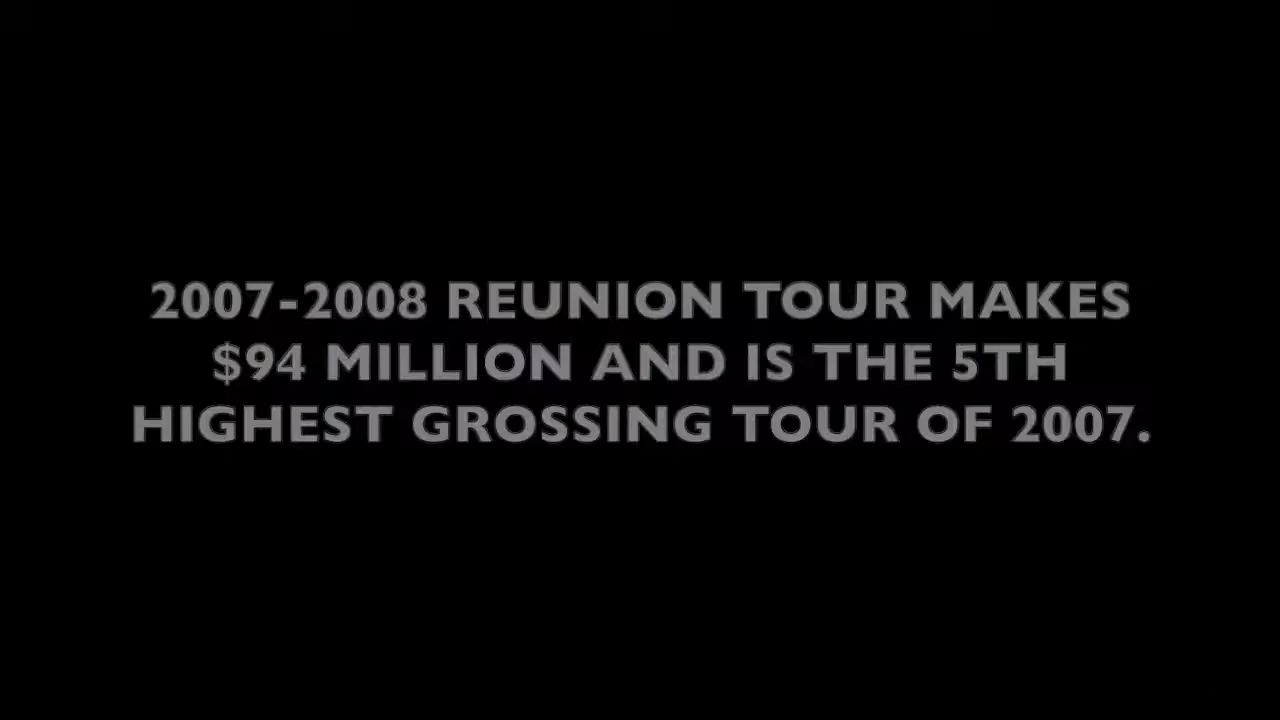 2007-2008 REUNION TOUR MAKES
$94 MILLION AND IS THE 5TH
HIGHEST GROSSING TOUR OF 2007.